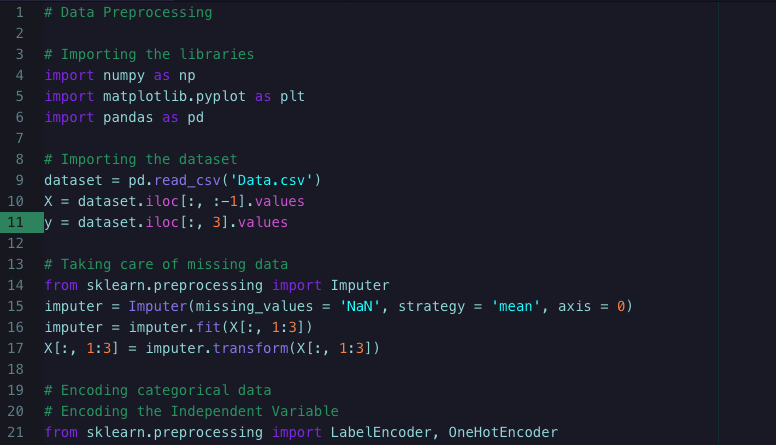 1 # Data Preprocessing
2
3 # Importing the libraries
4 import numpy as np
5 import matplotlib.pyplot as plt
6 import pandas as pd
7
8 # Importing the dataset
9 dataset = pd.read_csv('Data.csv')
10 X = dataset.iloc[:, :-1].values
11 y = dataset.iloc[:, 3].values
12
13 # Taking care of missing data
14 from sklearn.preprocessing import Imputer
15 imputer = Imputer(missing_values = 'NaN', strategy = 'mean', axis = 0)
16 imputer = imputer.fit(X[:, 1:3])
17 X[:, 1:3] = imputer.transform(X[:, 1:3])
18
19 # Encoding categorical data
20 # Encoding the Independent Variable
21 from sklearn.preprocessing import LabelEncoder, OneHotEncoder